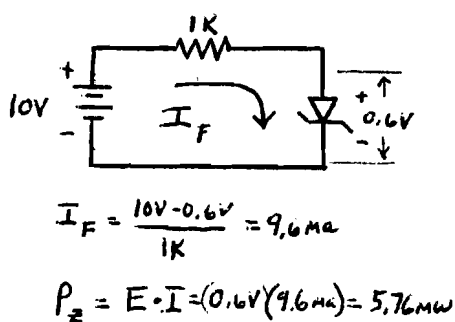 1K
+
10V
-
I_F
+
0.6V
-
I_F = 10V-0.6V / 1K = 9.6ma
P_Z = E·I=(0.6V)(9.6ma)=5.76mw